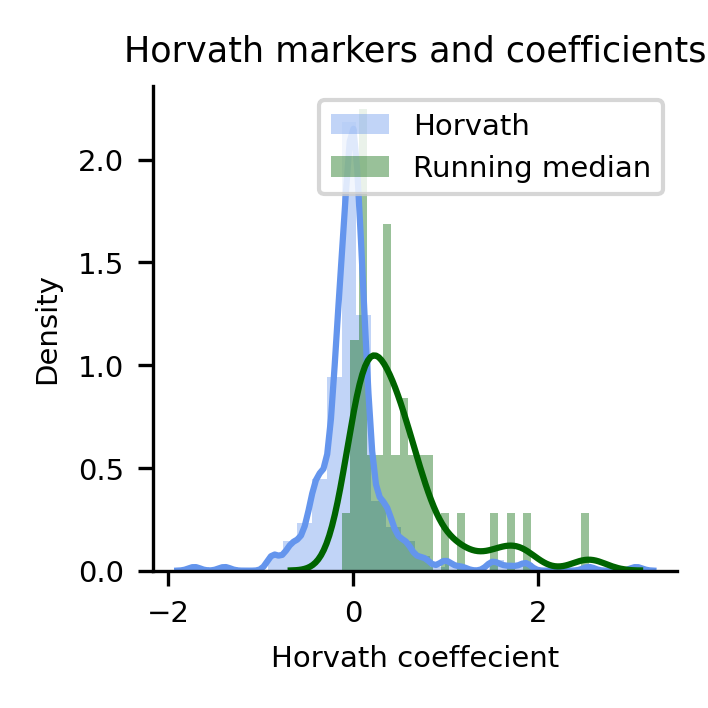 Horvath markers and coefficients
Horvath
Running median
2.0
1.5
1.0
0.5
0.0
Density
−2
0
2
Horvath coeffecient